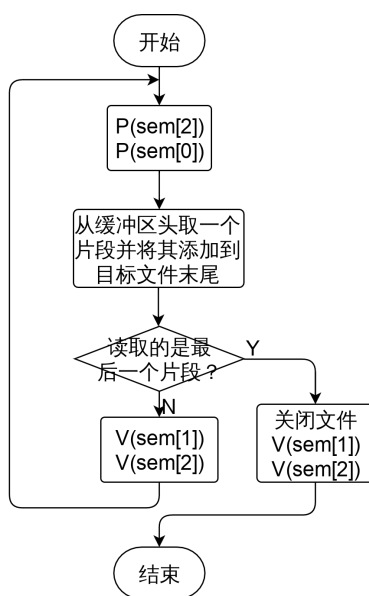 开始
P(sem[2])
P(sem[0])
从缓冲区头取一个
片段并将其添加到
目标文件末尾
读取的是最
后一个片段？
Y
N
V(sem[1])
V(sem[2])
关闭文件
V(sem[1])
V(sem[2])
结束